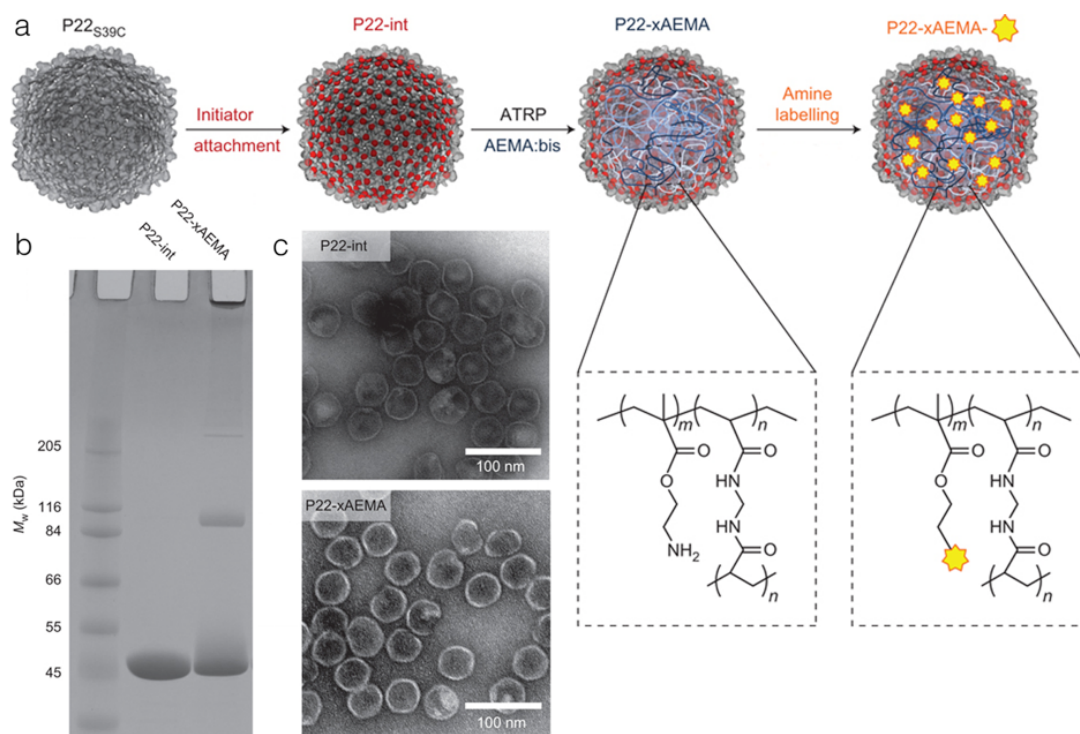 a
P22S39C
Initiator
attachment
P22-int
ATRP
AEMA:bis
P22-xAEMA
Amine
labelling
P22-xAEMA-
b
P22-int
P22-xAEMA
Mw (kDa)
205
116
84
66
55
45
c
P22-int
100 nm
P22-xAEMA
100 nm
m
n
O
O
O
HN
HN
NH2
O
n
m
n
O
O
O
HN
HN
O
n